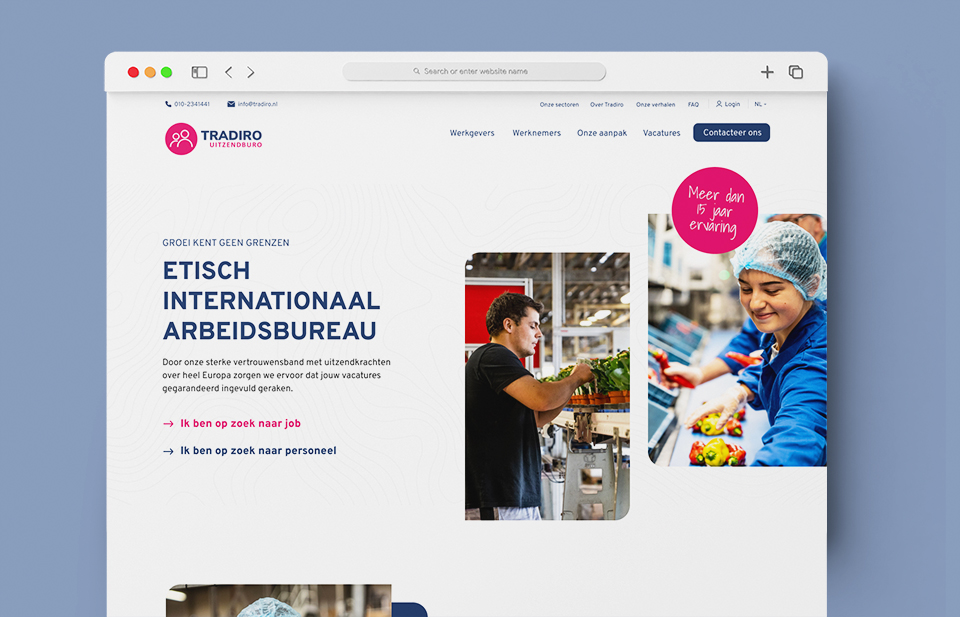 Search or enter website name
010-2341441
info@tradiro.nl
Onze sectoren
Over Tradiro
Onze verhalen
FAQ
Login
NL
TRADIRO
UITZENDBURO
Werkgevers
Werknemers
Onze aanpak
Vacatures
Contacteer ons
Meer dan
15 jaar
ervaring
GROEI KENT GEEN GRENZEN
ETISCH
INTERNATIONAAL
ARBEIDSBUREAU
Door onze sterke vertrouwensband met uitzendkrachten
over heel Europa zorgen we ervoor dat jouw vacatures
gegarandeerd ingevuld geraken.
→ Ik ben op zoek naar job
→ Ik ben op zoek naar personeel